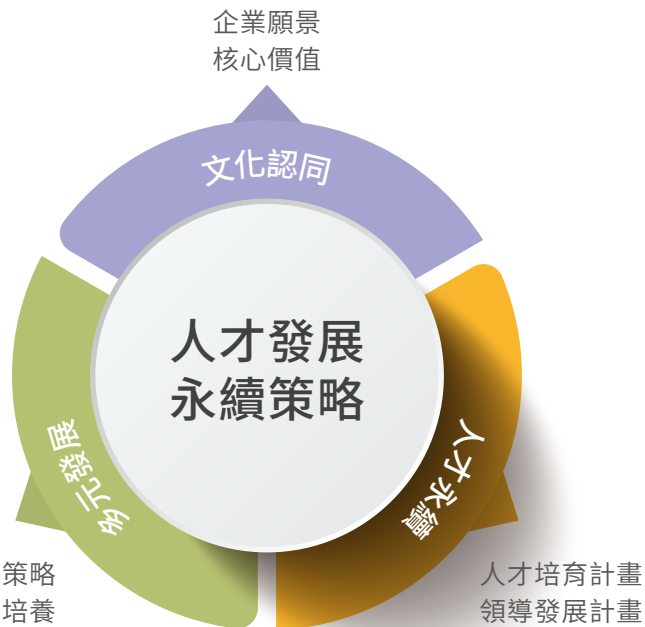 企業願景
核心價值
文化認同
人才發展
永續策略
多元發展
人才永續
策略
培養
人才培育計畫
領導發展計畫